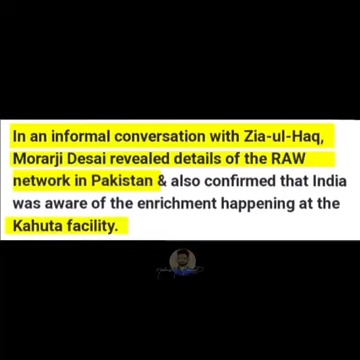 In an informal conversation with Zia-ul-Haq,
Morarji Desai revealed details of the RAW
network in Pakistan & also confirmed that India
was aware of the enrichment happening at the
Kahuta facility.